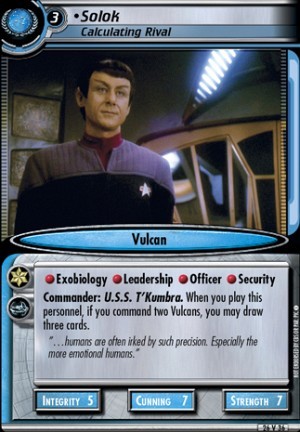 3
•Solok
Calculating Rival
Vulcan
Exobiology Leadership Officer Security
Commander: U.S.S. T'Kumbra. When you play this
personnel, if you command two Vulcans, you may draw
three cards.
"…humans are often irked by such precision. Especially the
more emotional humans."
INTEGRITY 5 CUNNING 7 STRENGTH 7